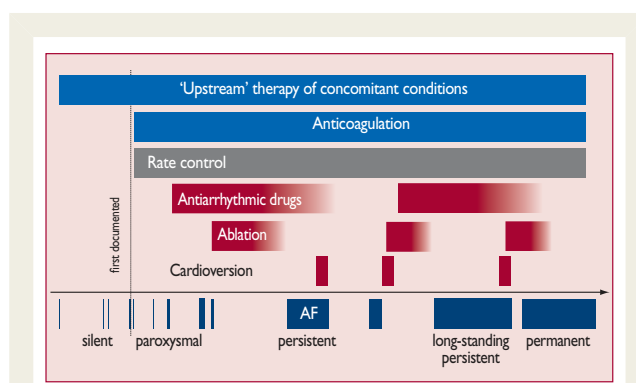 'Upstream' therapy of concomitant conditions
Anticoagulation
Rate control
first documented
Antiarrhythmic drugs
Ablation
Cardioversion
AF
silent
paroxysmal
persistent
long-standing
persistent
permanent